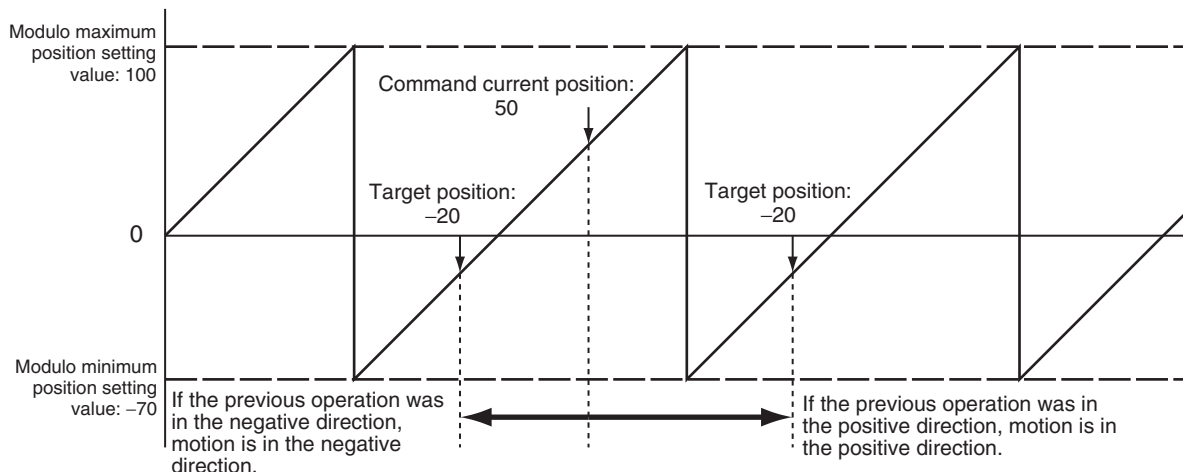 Modulo maximum
position setting
value: 100
Command current position:
50
Target position:
–20
Target position:
–20
0
Modulo minimum
position setting
value: –70
If the previous operation was
in the negative direction,
motion is in the negative
direction.
If the previous operation was in
the positive direction, motion is in
the positive direction.